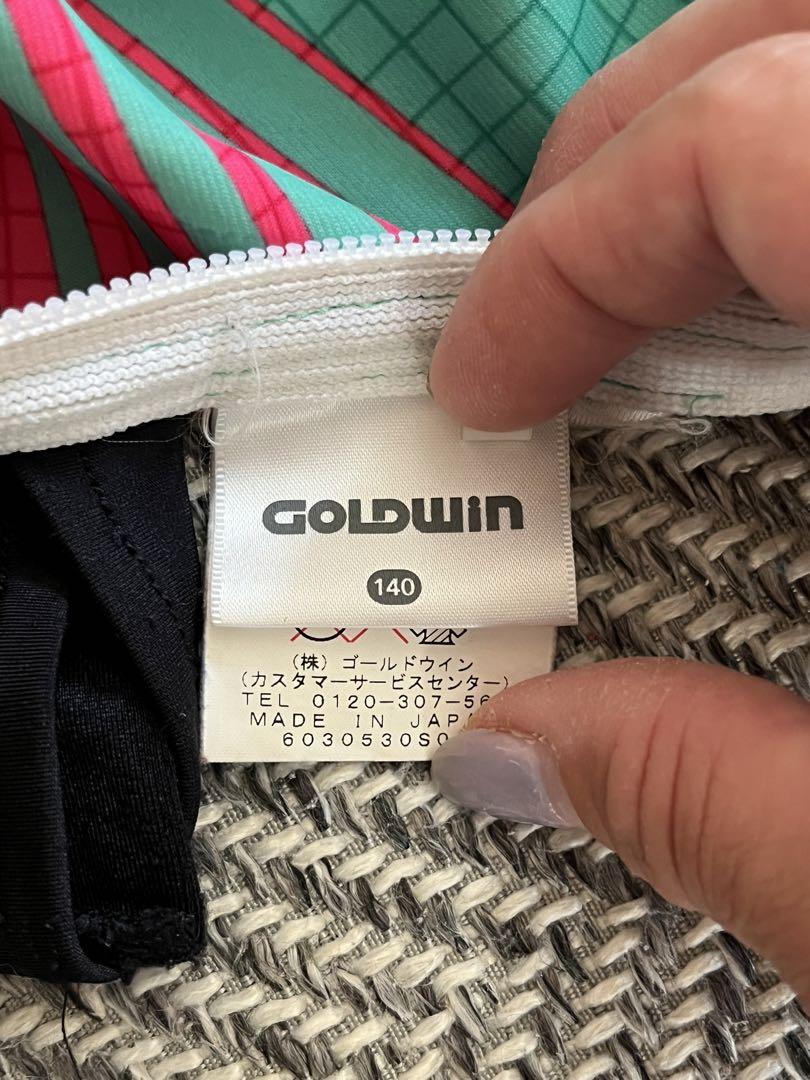 GOLDWIN
140
(株) ゴールドウイン
(カスタマーサービスセンター)
TEL 0120-307-56
MADE IN
6030530S0